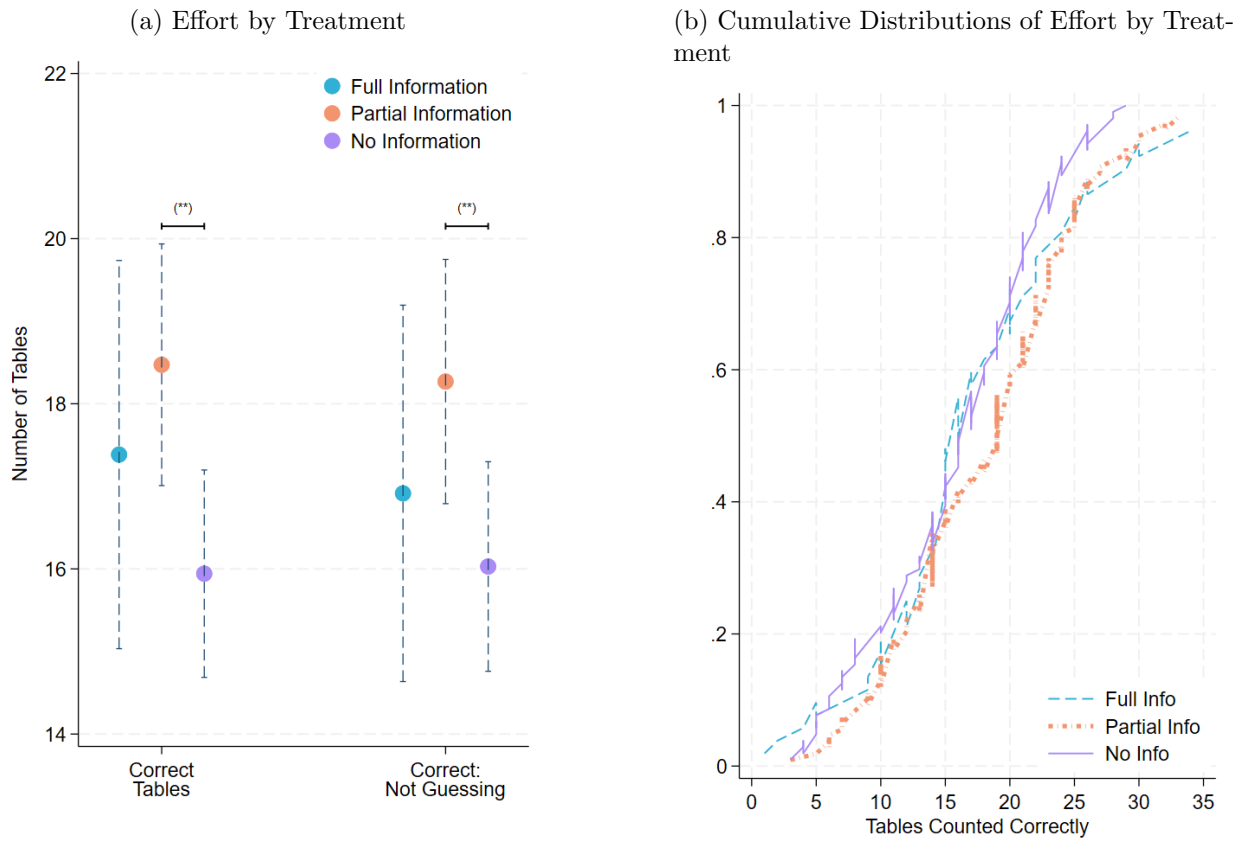 (a) Effort by Treatment
22
20
18
16
14
Number of Tables
Full Information
Partial Information
No Information
(**)
(**)
Correct
Tables
Correct:
Not Guessing
(b) Cumulative Distributions of Effort by Treat-
ment
1
.8
.6
.4
.2
0
Full Info
Partial Info
No Info
0 5 10 15 20 25 30 35
Tables Counted Correctly